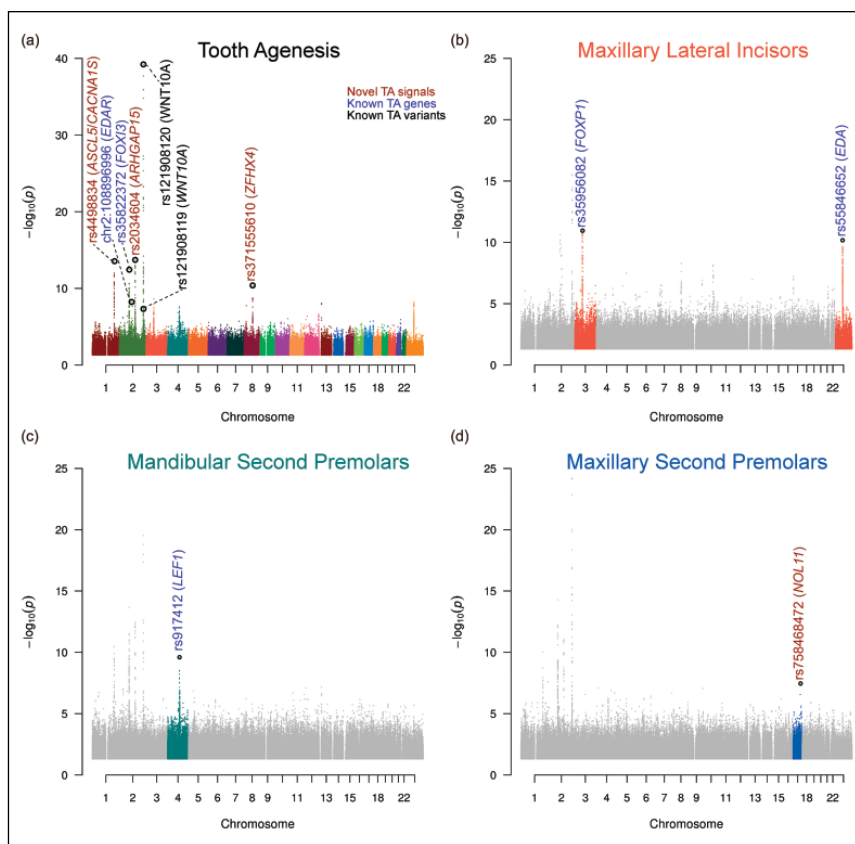 (a)
Tooth Agenesis
Novel TA signals
Known TA genes
Known TA variants
rs4498834 (ASCL5/CACNA1S)
chr2:108896996 (EDAR)
rs35822372 (FOXI3)
rs2034604 (ARHGAP15)
rs121908120 (WNT10A)
rs121908119 (WNT10A)
rs371555610 (ZFHX4)
−log10(p)
40
30
20
10
0
1 2 3 4 5 6 7 8 9 11 13 15 18 22
Chromosome
(b)
Maxillary Lateral Incisors
rs35956082 (FOXP1)
rs55846652 (EDA)
−log10(p)
25
20
15
10
5
0
1 2 3 4 5 6 7 8 9 11 13 15 18 22
Chromosome
(c)
Mandibular Second Premolars
rs917412 (LEF1)
−log10(p)
25
20
15
10
5
0
1 2 3 4 5 6 7 8 9 11 13 15 18 22
Chromosome
(d)
Maxillary Second Premolars
rs758468472 (NOL11)
−log10(p)
25
20
15
10
5
0
1 2 3 4 5 6 7 8 9 11 13 15 18 22
Chromosome